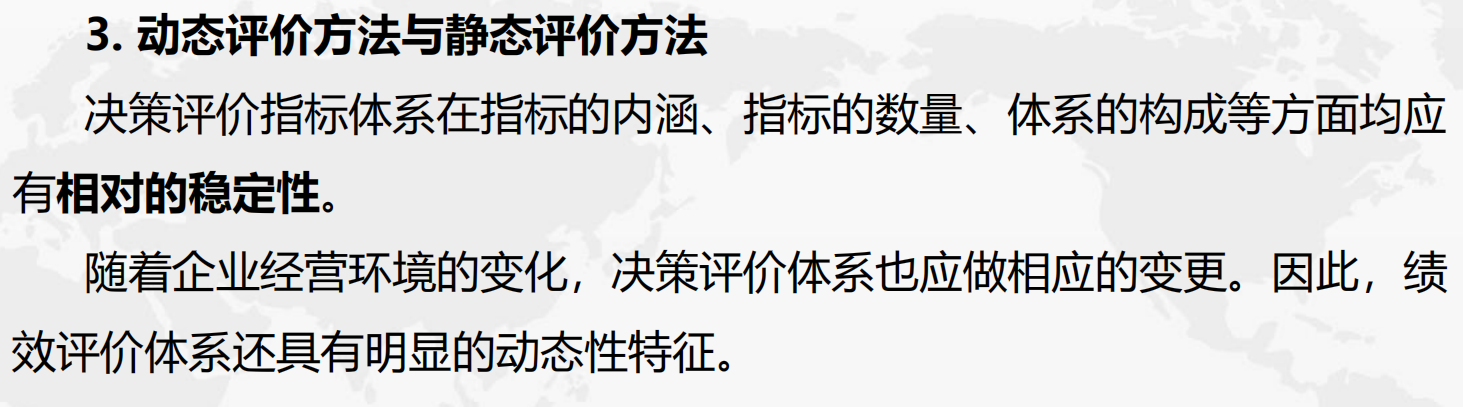 3. 动态评价方法与静态评价方法
决策评价指标体系在指标的内涵、指标的数量、体系的构成等方面均应
有相对的稳定性。
随着企业经营环境的变化，决策评价体系也应做相应的变更。因此，绩
效评价体系还具有明显的动态性特征。